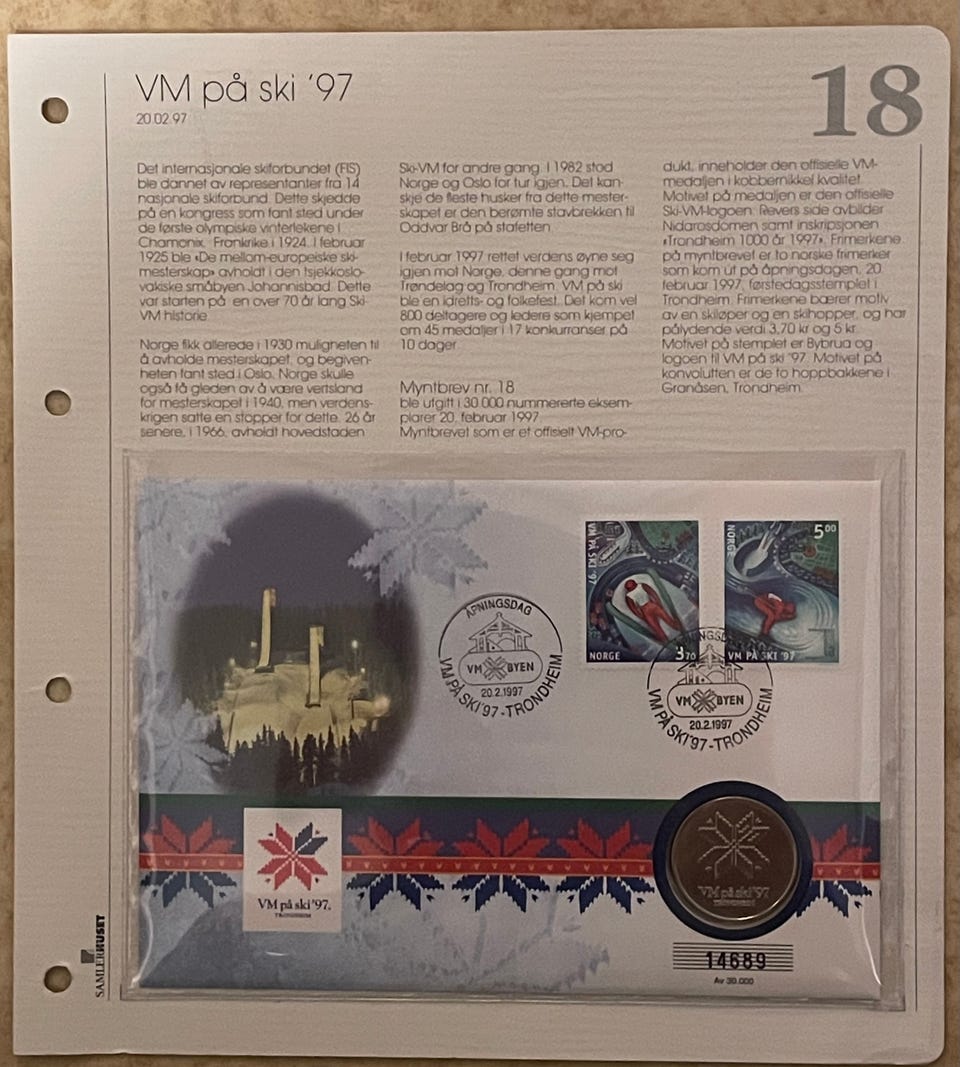 VM på ski '97
20.02.97
18
Det internasjonale skiforbundet (FIS)
ble dannet av representanter fra 14
nasjonale skiforbund. Dette skjedde
på en kongress som fant sted under
de første olympiske vinterlekene i
Chamonix, Frankrike i 1924. I februar
1925 ble «De mellom-europeiske ski-
mesterskap» avholdt i den tsjekkoslo-
vakiske småbyen Johannisbad. Dette
var starten på en over 70 år lang Ski-
VM historie.
Norge fikk allerede i 1930 muligheten til
å avholde mesterskapet, og begiven-
heten fant sted i Oslo. Norge skulle
også få gleden av å være vertsland
for mesterskapet i 1940, men verdens-
krigen satte en stopper for dette. 26 år
senere, i 1966, avholdt hovedstaden
Ski-VM for andre gang. I 1982 stod
Norge og Oslo for tur igjen. Det kan-
skje de fleste husker fra dette mester-
skapet er den berømte stavbrekken til
Oddvar Brå på stafetten.
I februar 1997 rettet verdens øyne seg
igjen mot Norge, denne gang mot
Trøndelag og Trondheim. VM på ski
ble en idretts- og folkefest. Det kom vel
800 deltagere og ledere som kjempet
om 45 medaljer i 17 konkurranser på
10 dager.
Myntbrev nr. 18
ble utgitt i 30.000 nummererte eksem-
plarer 20. februar 1997.
Myntbrevet som er et offisielt VM-pro-
dukt, inneholder den offisielle VM-
medaljen i kobbernikkel kvalitet.
Motivet på medaljen er den offisielle
Ski-VM-logoen. Revers side avbilder
Nidarosdomen samt inskripsjonen
«Trondheim 1000 år 1997». Frimerkene
på myntbrevet er to norske frimerker
som kom ut på åpningsdagen, 20.
februar 1997, førstedagsstemplet i
Trondheim. Frimerkene bærer motiv
av en skiløper og en skihopper, og har
pålydende verdi 3,70 kr og 5 kr.
Motivet på stemplet er Bybrua og
logoen til VM på ski '97. Motivet på
konvolutten er de to hoppbakkene i
Granåsen, Trondheim.
ÅPNINGSDAG
VM BYEN
20.2.1997
VM PÅ SKI '97 - TRONDHEIM
VM PÅ SKI '97
NORGE
3.70
NORGE
5.00
VM PÅ SKI '97
ÅPNINGSDAG
VM BYEN
20.2.1997
VM PÅ SKI '97 - TRONDHEIM
VM på ski '97.
TRONDHEIM
VM på ski '97
TRONDHEIM
14689
Av 30.000
SAMLERHUSET